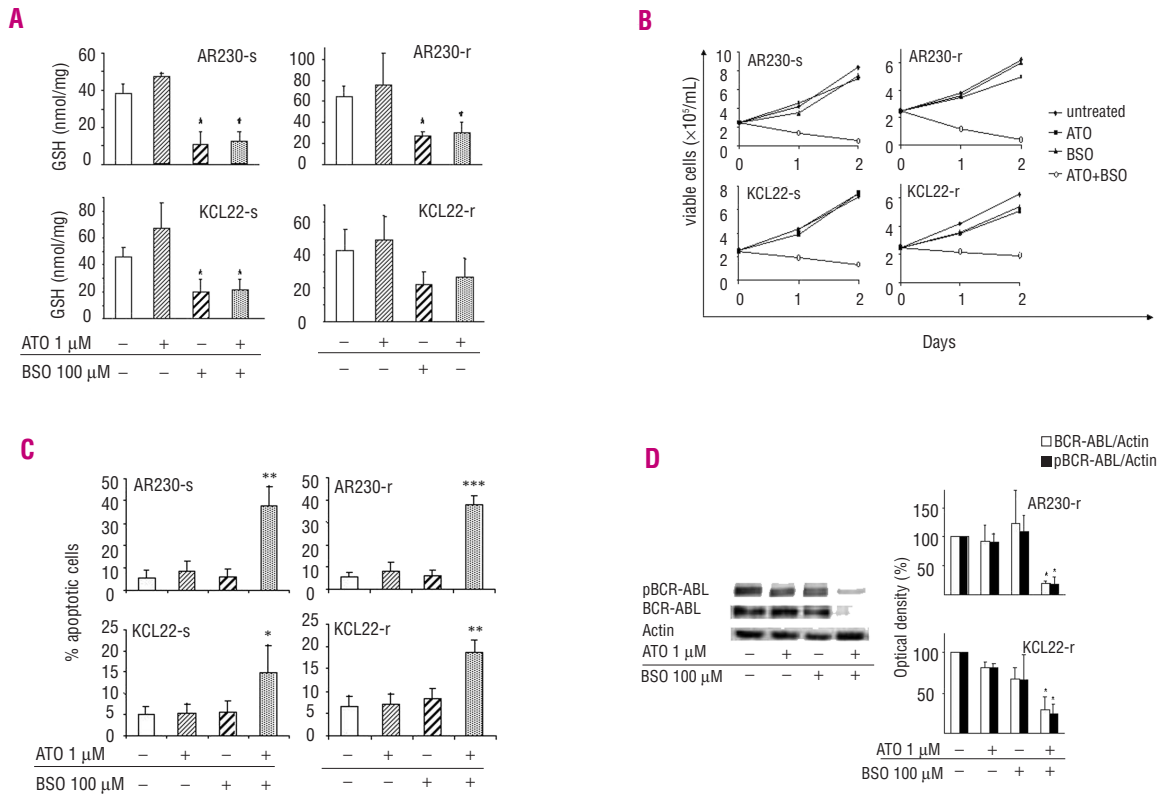 A
AR230-s
60
40
20
0
GSH (nmol/mg)
* *
AR230-r
100
80
60
40
20
0
* *
KCL22-s
100
80
60
40
20
0
GSH (nmol/mg)
* *
KCL22-r
60
40
20
0
ATO 1 μM – + – + – + – +
BSO 100 μM – – + + – – + –
B
AR230-s
10
8
6
4
2
0
0 1 2
AR230-r
6
4
2
0
0 1 2
KCL22-s
8
6
4
2
0
0 1 2
KCL22-r
6
4
2
0
0 1 2
viable cells (×10⁵/mL)
Days
untreated
ATO
BSO
ATO+BSO
C
AR230-s
50
40
30
20
10
0
**
AR230-r
50
40
30
20
10
0
***
KCL22-s
25
20
15
10
5
0
*
KCL22-r
25
20
15
10
5
0
**
% apoptotic cells
ATO 1 μM – + – + – + – +
BSO 100 μM – – + + – – + +
D
BCR-ABL/Actin
pBCR-ABL/Actin
pBCR-ABL
BCR-ABL
Actin
ATO 1 μM – + – +
BSO 100 μM – – + +
AR230-r
150
100
50
* *
KCL22-r
100
50
* *
Optical density (%)
ATO 1 μM – + – +
BSO 100 μM – – + +